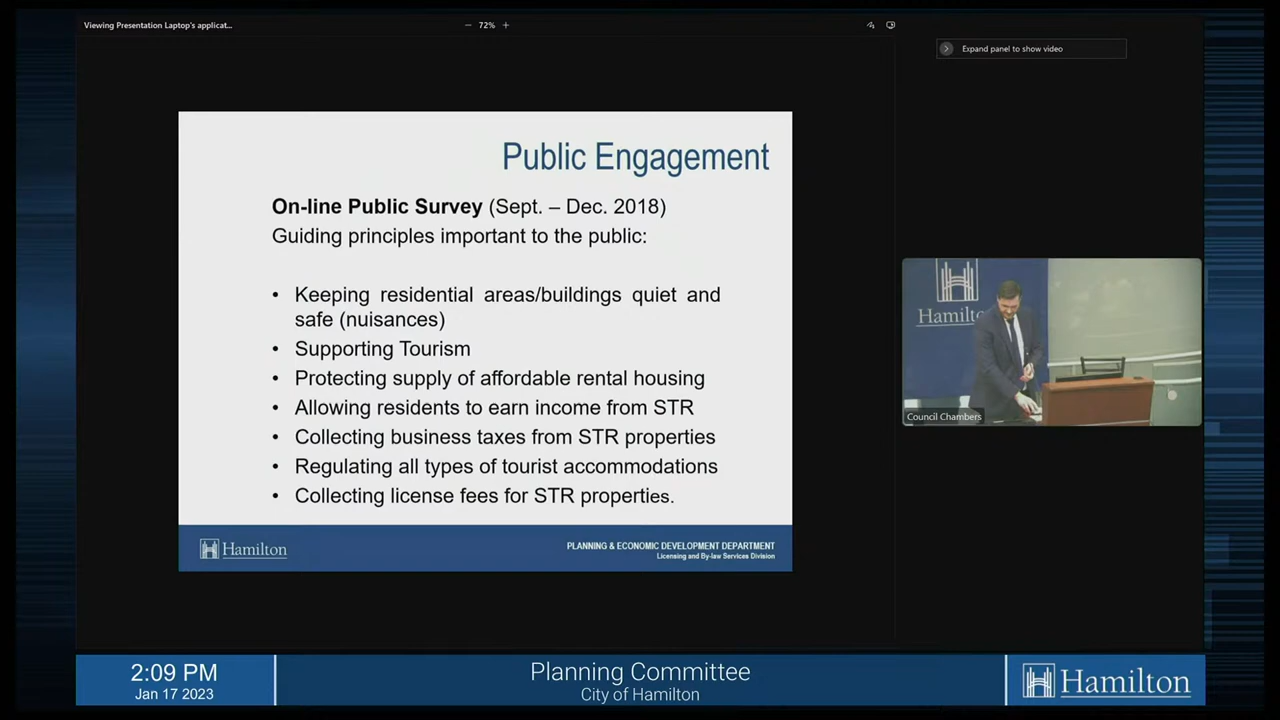 Viewing Presentation Laptop's applicat...
72%
Expand panel to show video
Public Engagement
On-line Public Survey (Sept. – Dec. 2018)
Guiding principles important to the public:
• Keeping residential areas/buildings quiet and
safe (nuisances)
• Supporting Tourism
• Protecting supply of affordable rental housing
• Allowing residents to earn income from STR
• Collecting business taxes from STR properties
• Regulating all types of tourist accommodations
• Collecting license fees for STR properties.
Hamilton
PLANNING & ECONOMIC DEVELOPMENT DEPARTMENT
Licensing and By-law Services Division
Hamilton
Council Chambers
2:09 PM
Jan 17 2023
Planning Committee
City of Hamilton
Hamilton